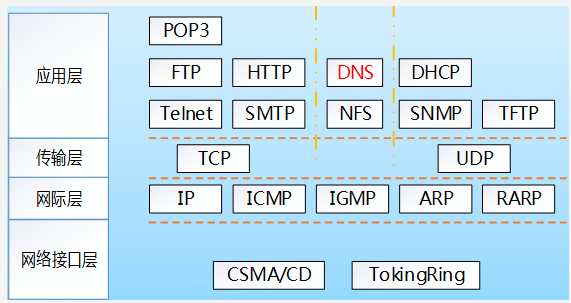 应用层
POP3
FTP HTTP DNS DHCP
Telnet SMTP NFS SNMP TFTP
传输层
TCP UDP
网际层
IP ICMP IGMP ARP RARP
网络接口层
CSMA/CD TokingRing